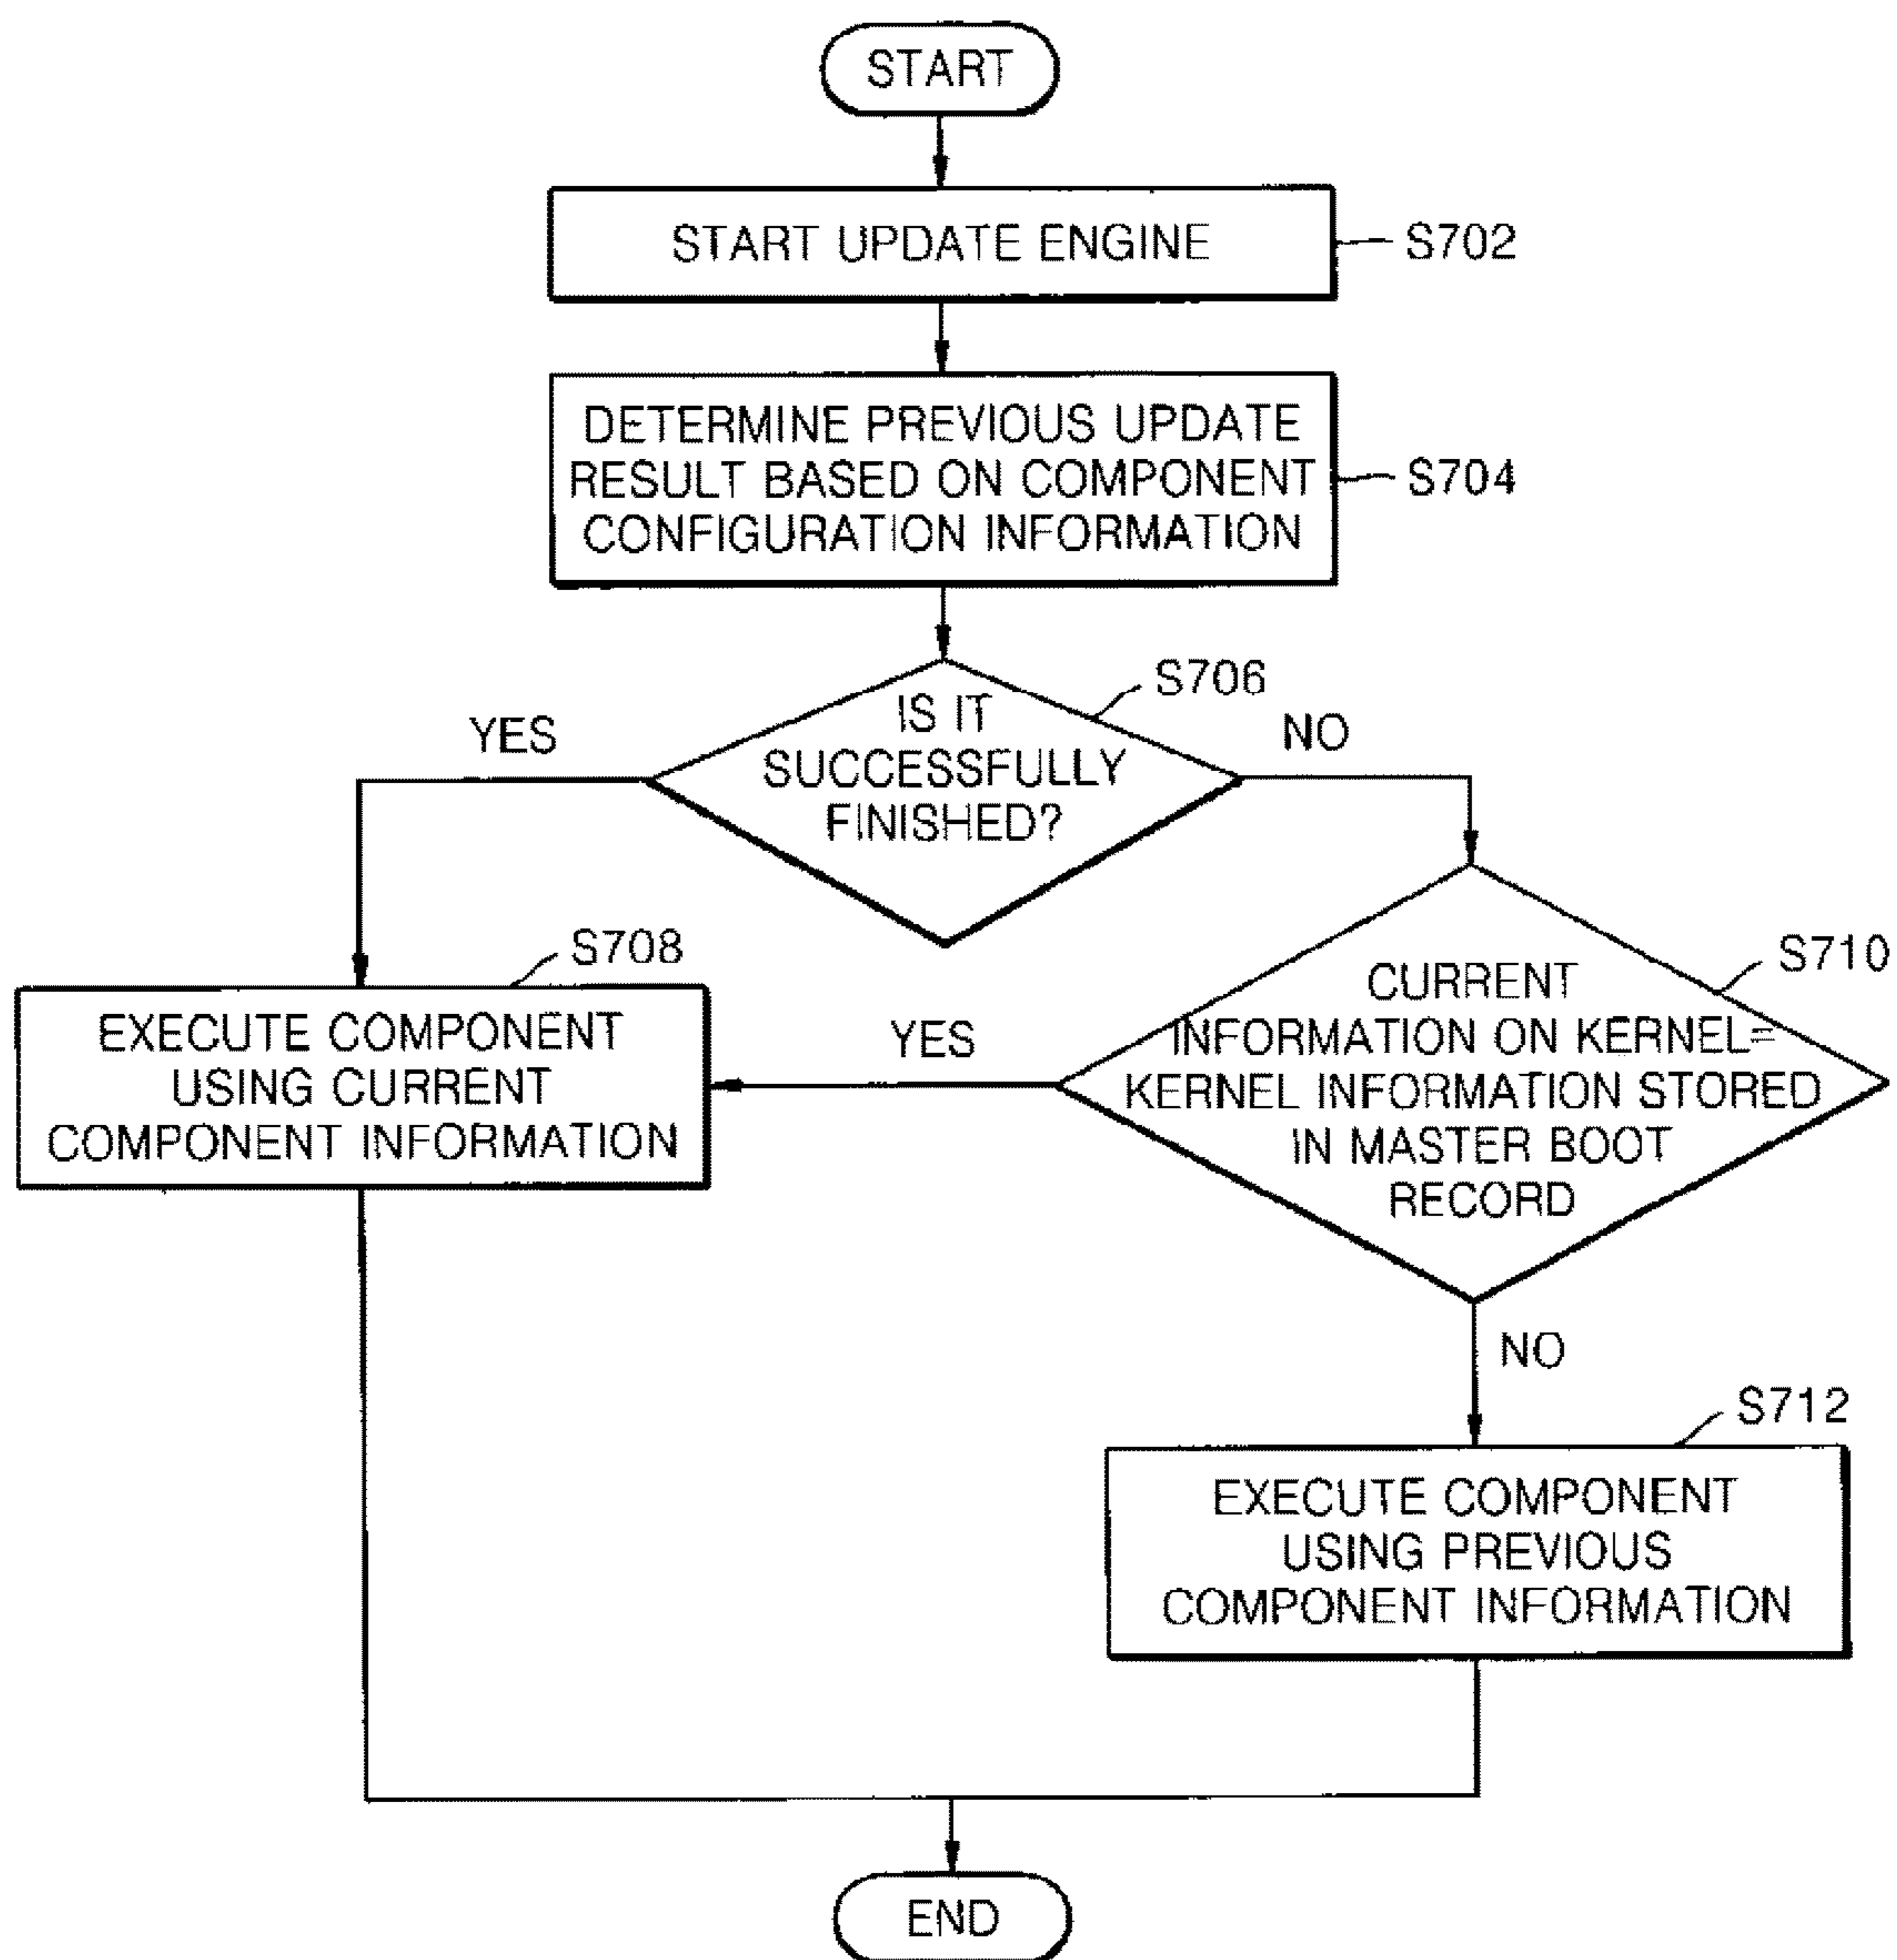 START
START UPDATE ENGINE
S702
DETERMINE PREVIOUS UPDATE
RESULT BASED ON COMPONENT
CONFIGURATION INFORMATION
S704
S706
IS IT
SUCCESSFULLY
FINISHED?
YES
NO
S708
EXECUTE COMPONENT
USING CURRENT
COMPONENT INFORMATION
S710
CURRENT
INFORMATION ON KERNEL=
KERNEL INFORMATION STORED
IN MASTER BOOT
RECORD
YES
NO
S712
EXECUTE COMPONENT
USING PREVIOUS
COMPONENT INFORMATION
END